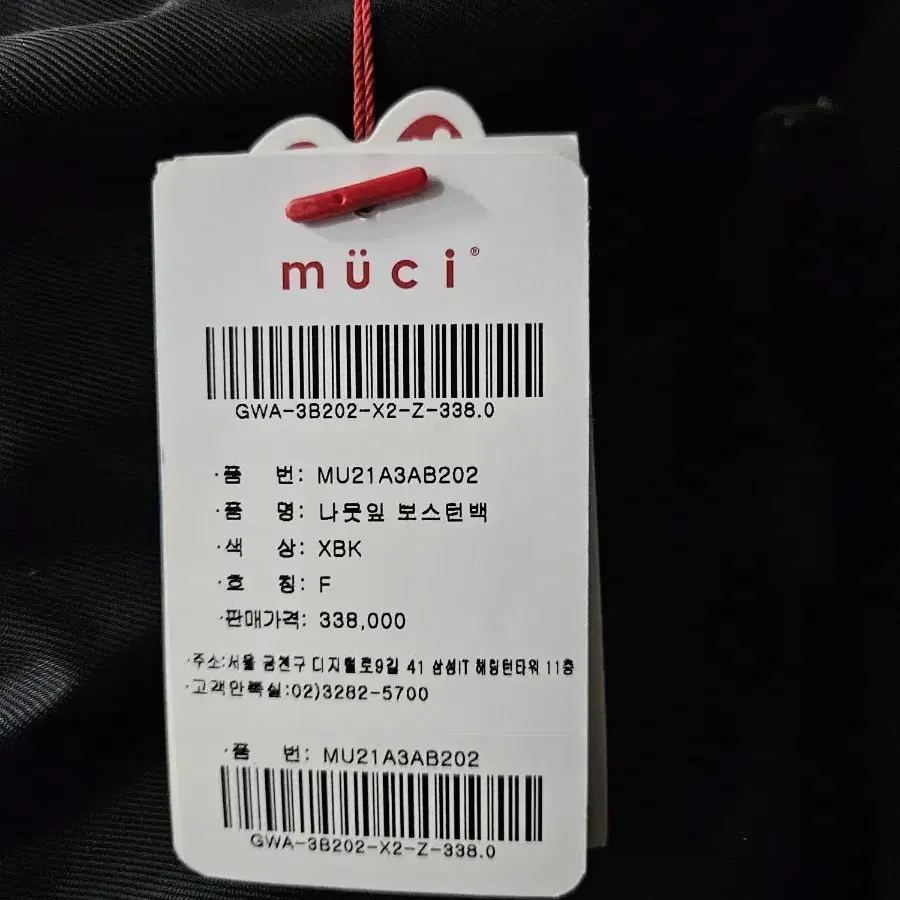 müci®
GWA-3B202-X2-Z-338.0
·품 번: MU21A3AB202
·품 명: 나뭇잎 보스턴백
·색 상: XBK
·호 칭: F
·판매가격: 338,000
·주소:서울 금천구 디지털로9길 41 삼성IT 해링턴타워 11층
·고객만족실:02)3282-5700
·품 번: MU21A3AB202
GWA-3B202-X2-Z-338.0